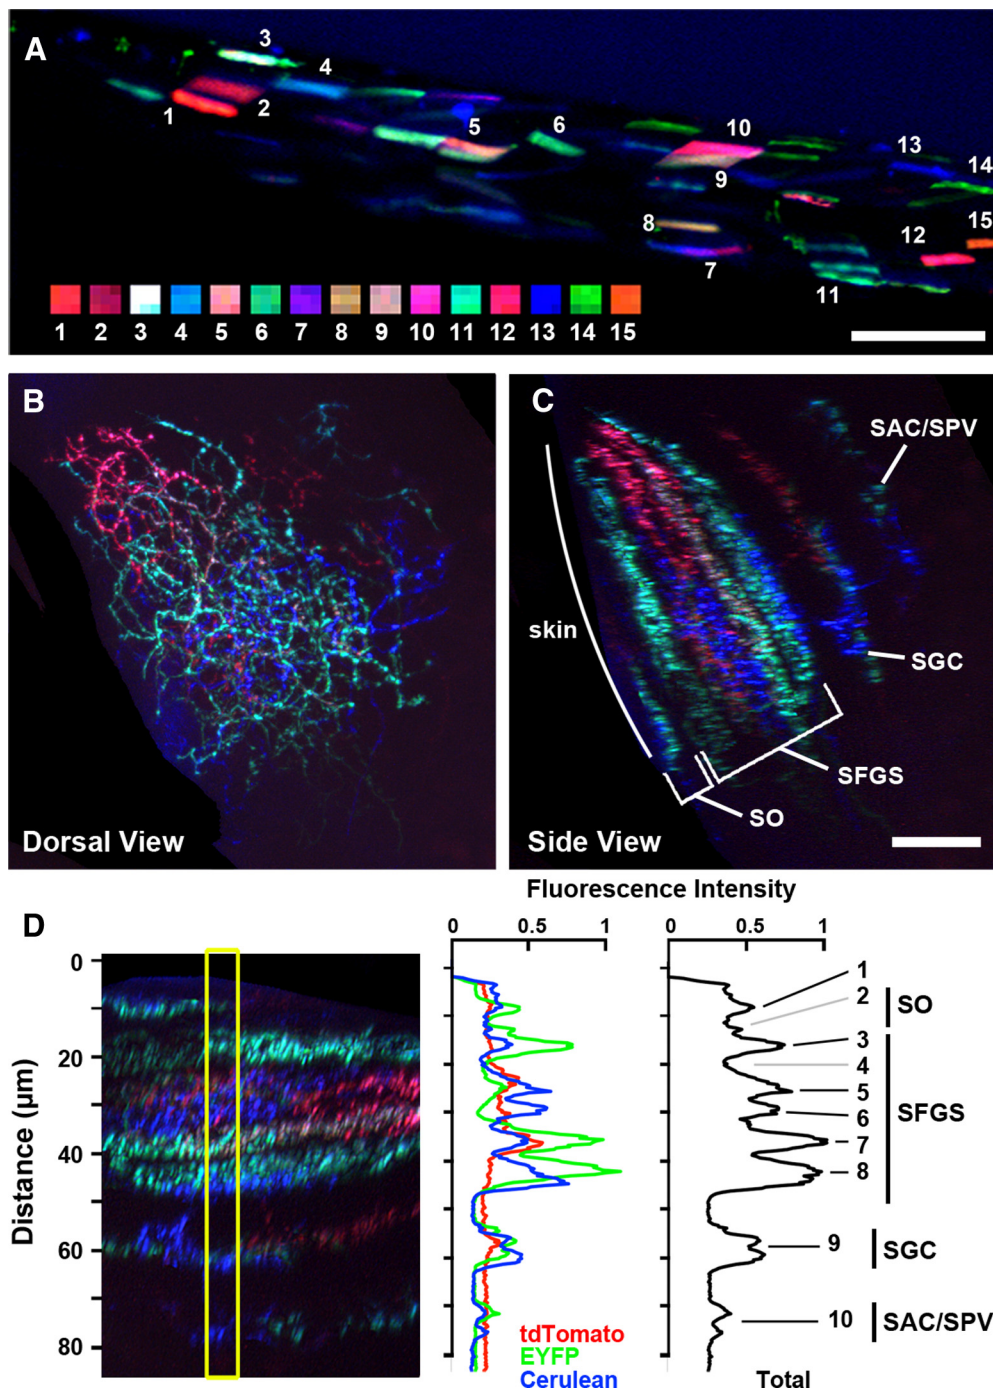 A
3
4
1
2
5
6
10
9
13
14
8
7
12
15
11
1 2 3 4 5 6 7 8 9 10 11 12 13 14 15
B
Dorsal View
C
SAC/SPV
skin
SGC
SFGS
SO
Side View
D
Fluorescence Intensity
0 0.5 1
0 0.5 1
Distance (µm)
0
20
40
60
80
tdTomato
EYFP
Cerulean
Total
1
2
3
4
5
6
7
8
9
10
SO
SFGS
SGC
SAC/SPV